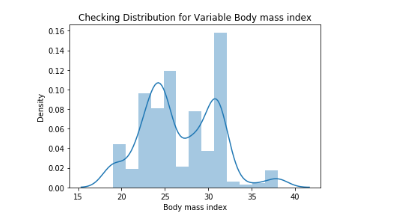 Checking Distribution for Variable Body mass index
0.16
0.14
0.12
0.10
0.08
0.06
0.04
0.02
0.00
Density
15 20 25 30 35 40
Body mass index